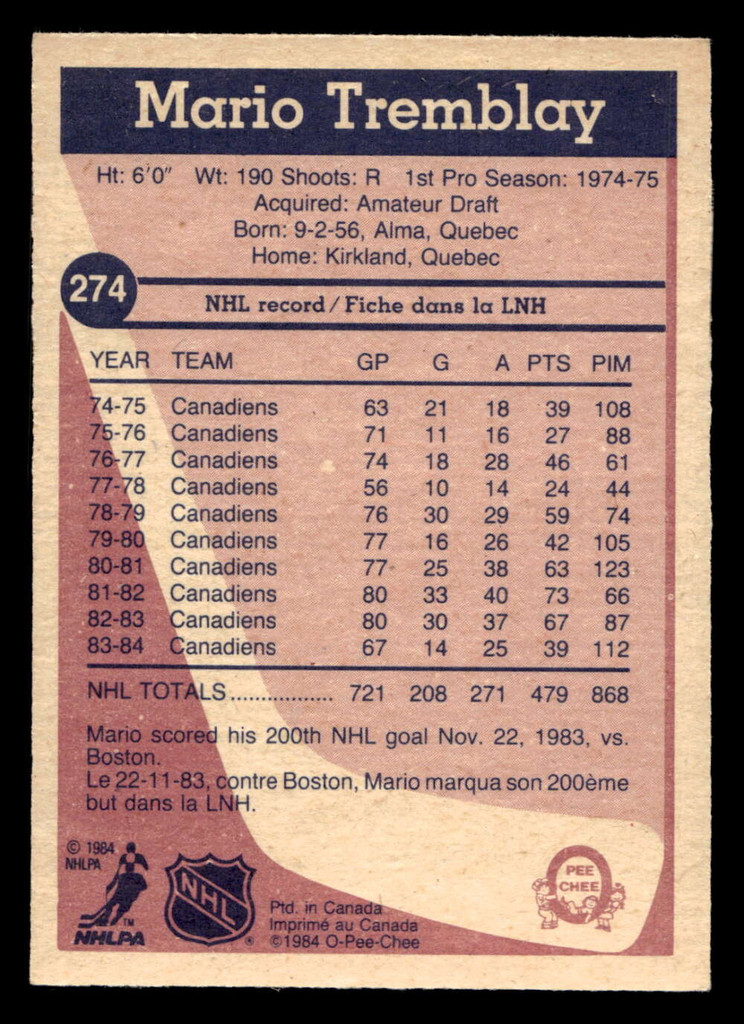 Mario Tremblay
Ht: 6'0" Wt: 190 Shoots: R 1st Pro Season: 1974-75
Acquired: Amateur Draft
Born: 9-2-56, Alma, Quebec
Home: Kirkland, Quebec
274
NHL record/Fiche dans la LNH
YEAR TEAM GP G A PTS PIM
74-75 Canadiens 63 21 18 39 108
75-76 Canadiens 71 11 16 27 88
76-77 Canadiens 74 18 28 46 61
77-78 Canadiens 56 10 14 24 44
78-79 Canadiens 76 30 29 59 74
79-80 Canadiens 77 16 26 42 105
80-81 Canadiens 77 25 38 63 123
81-82 Canadiens 80 33 40 73 66
82-83 Canadiens 80 30 37 67 87
83-84 Canadiens 67 14 25 39 112
NHL TOTALS................. 721 208 271 479 868
Mario scored his 200th NHL goal Nov. 22, 1983, vs.
Boston.
Le 22-11-83, contre Boston, Mario marqua son 200ème
but dans la LNH.
© 1984
NHLPA
TM
NHLPA
NHL
®
Ptd. in Canada
Imprimé au Canada
©1984 O-Pee-Chee
PEE
CHEE